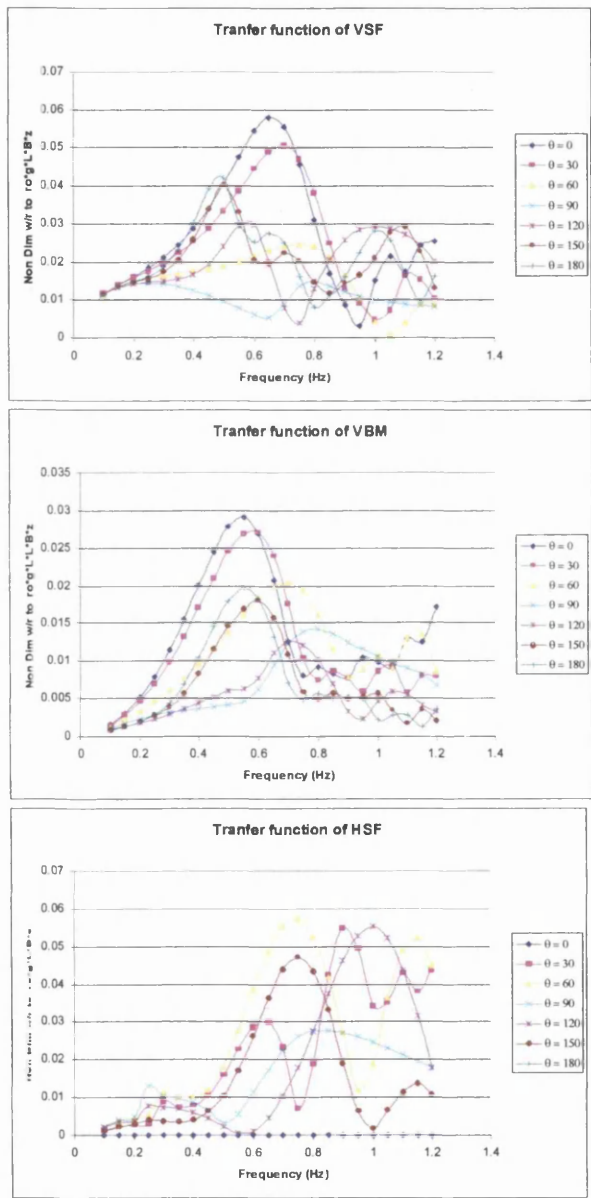 Tranfer function of VSF
Non Dim w/r to ro*g*L*B*z
0.07
0.06
0.05
0.04
0.03
0.02
0.01
0
0 0.2 0.4 0.6 0.8 1 1.2 1.4
Frequency (Hz)
θ = 0
θ = 30
θ = 60
θ = 90
θ = 120
θ = 150
θ = 180
Tranfer function of VBM
Non Dim w/r to ro*g*L*L*B*z
0.035
0.03
0.025
0.02
0.015
0.01
0.005
0
0 0.2 0.4 0.6 0.8 1 1.2 1.4
Frequency (Hz)
θ = 0
θ = 30
θ = 60
θ = 90
θ = 120
θ = 150
θ = 180
Tranfer function of HSF
0.07
0.06
0.05
0.04
0.03
0.02
0.01
0
0 0.2 0.4 0.6 0.8 1 1.2 1.4
Frequency (Hz)
θ = 0
θ = 30
θ = 60
θ = 90
θ = 120
θ = 150
θ = 180